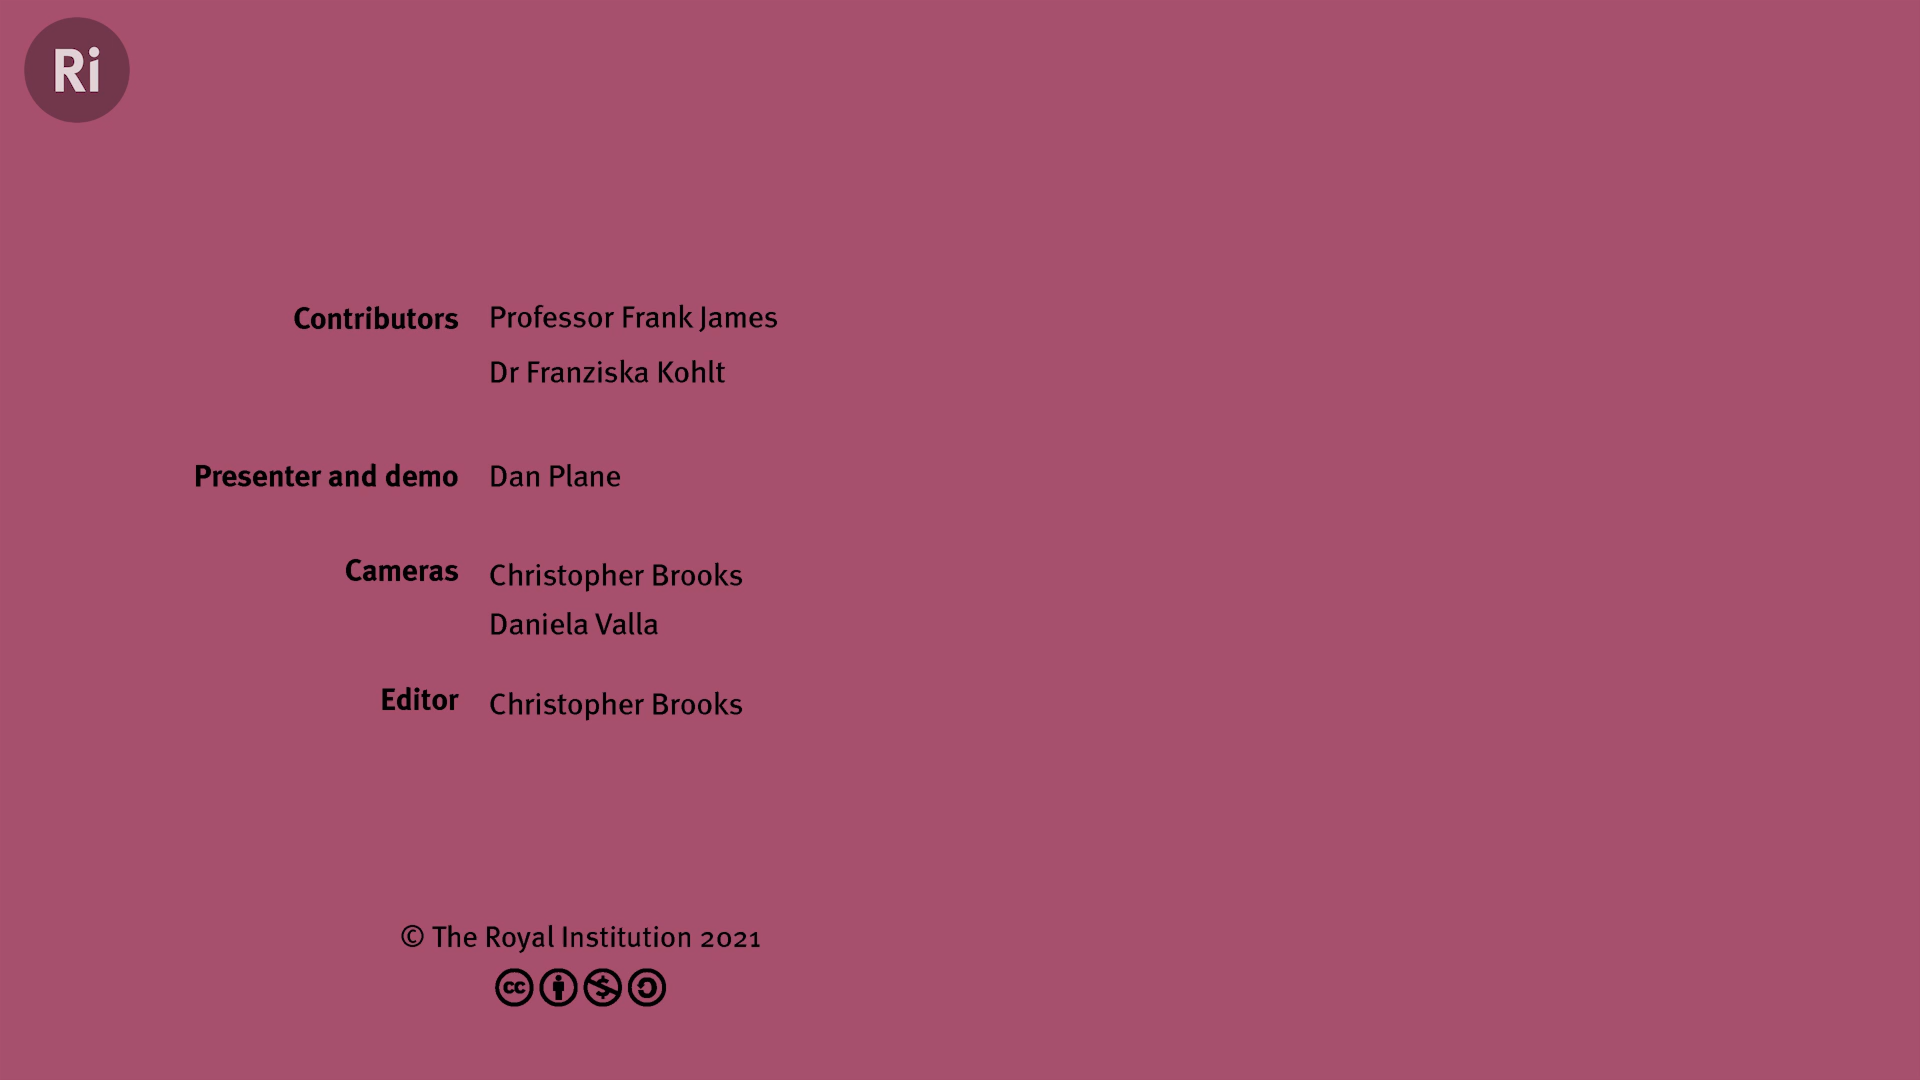 Ri
Contributors Professor Frank James
Dr Franziska Kohlt
Presenter and demo Dan Plane
Cameras Christopher Brooks
Daniela Valla
Editor Christopher Brooks
© The Royal Institution 2021
cc